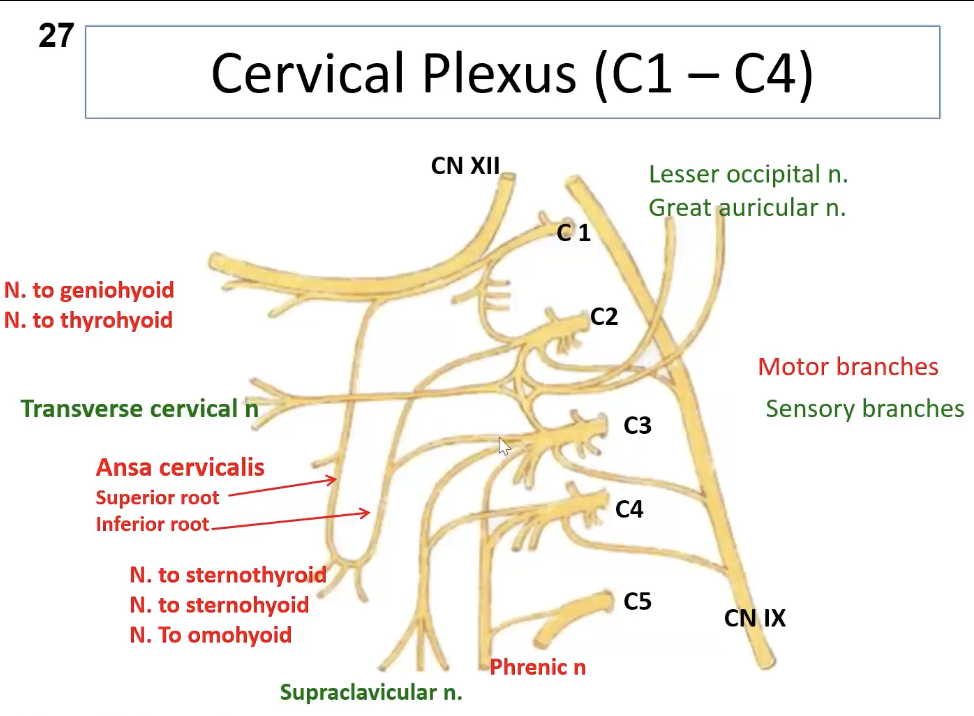 27
Cervical Plexus (C1 – C4)
CN XII
Lesser occipital n.
Great auricular n.
C 1
N. to geniohyoid
N. to thyrohyoid
C2
Motor branches
Sensory branches
Transverse cervical n
C3
Ansa cervicalis
Superior root
Inferior root
C4
N. to sternothyroid
N. to sternohyoid
N. To omohyoid
C5
CN IX
Phrenic n
Supraclavicular n.